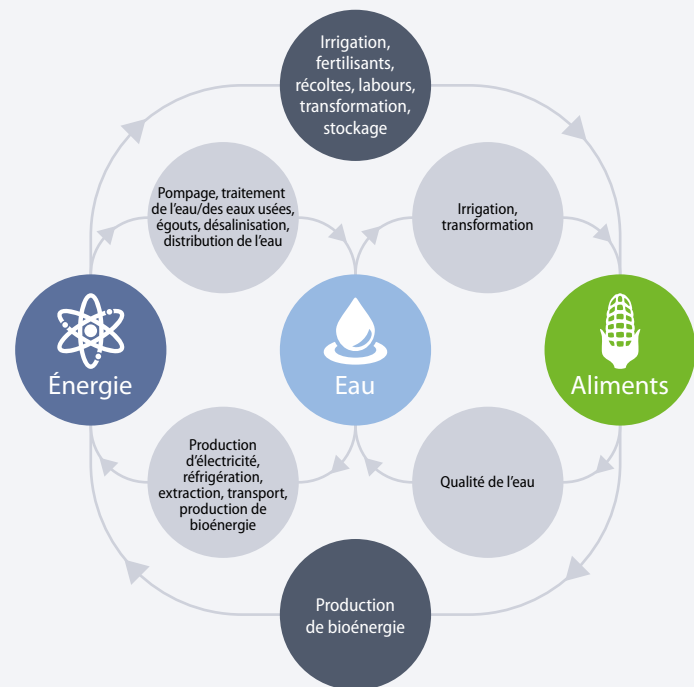 Irrigation,
fertilisants,
récoltes, labours,
transformation,
stockage
Pompage, traitement
de l’eau/des eaux usées,
égouts, désalinisation,
distribution de l’eau
Irrigation,
transformation
Énergie
Eau
Aliments
Production
d’électricité,
réfrigération,
extraction, transport,
production de
bioénergie
Qualité de l’eau
Production
de bioénergie